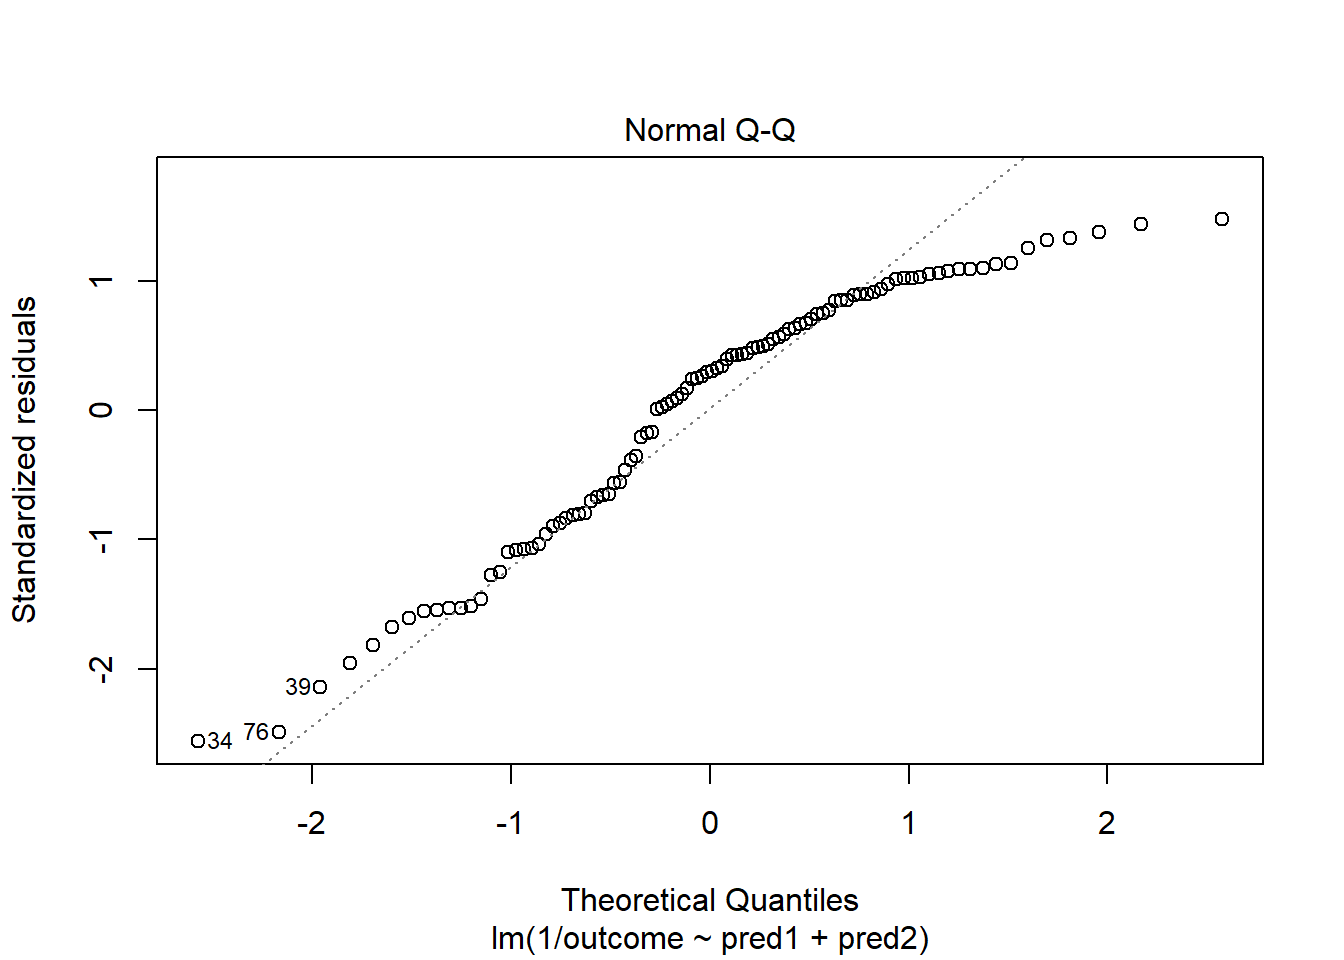 Normal Q-Q
Standardized residuals
1
0
-1
-2
39
76
34
-2 -1 0 1 2
Theoretical Quantiles
lm(1/outcome ~ pred1 + pred2)